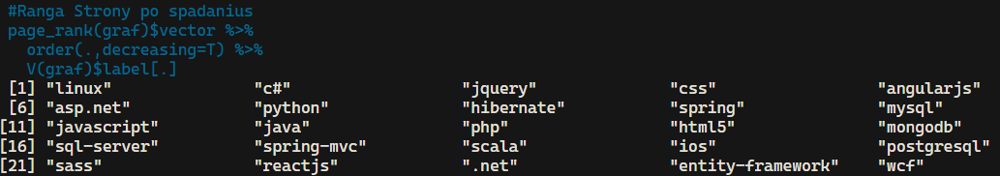 #Ranga Strony po spadanius
page_rank(graf)$vector %>%
order(.,decreasing=T) %>%
V(graf)$label[.]
[1] "linux" "c#" "jquery" "css" "angularjs"
[6] "asp.net" "python" "hibernate" "spring" "mysql"
[11] "javascript" "java" "php" "html5" "mongodb"
[16] "sql-server" "spring-mvc" "scala" "ios" "postgresql"
[21] "sass" "reactjs" ".net" "entity-framework" "wcf"